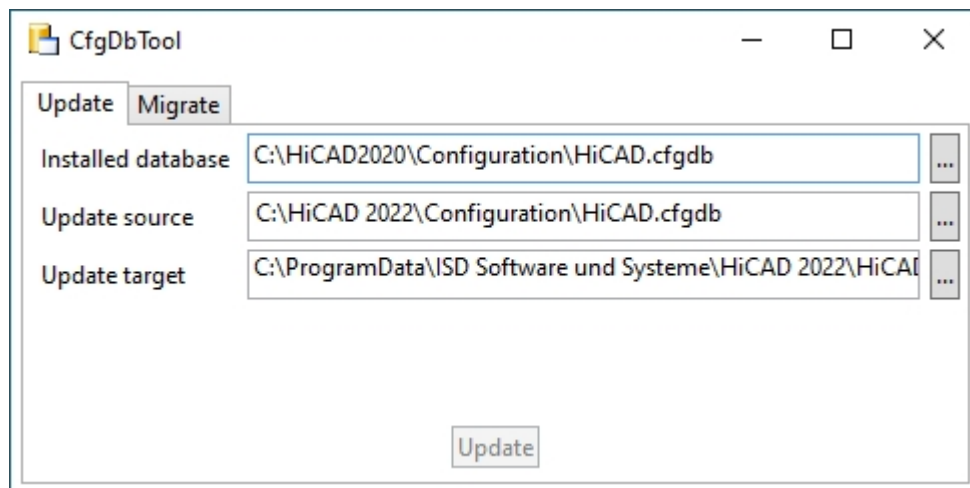 CfgDbTool
Update Migrate
Installed database C:\HiCAD2020\Configuration\HiCAD.cfgdb ...
Update source C:\HiCAD 2022\Configuration\HiCAD.cfgdb ...
Update target C:\ProgramData\ISD Software und Systeme\HiCAD 2022\HiCAD ...
Update